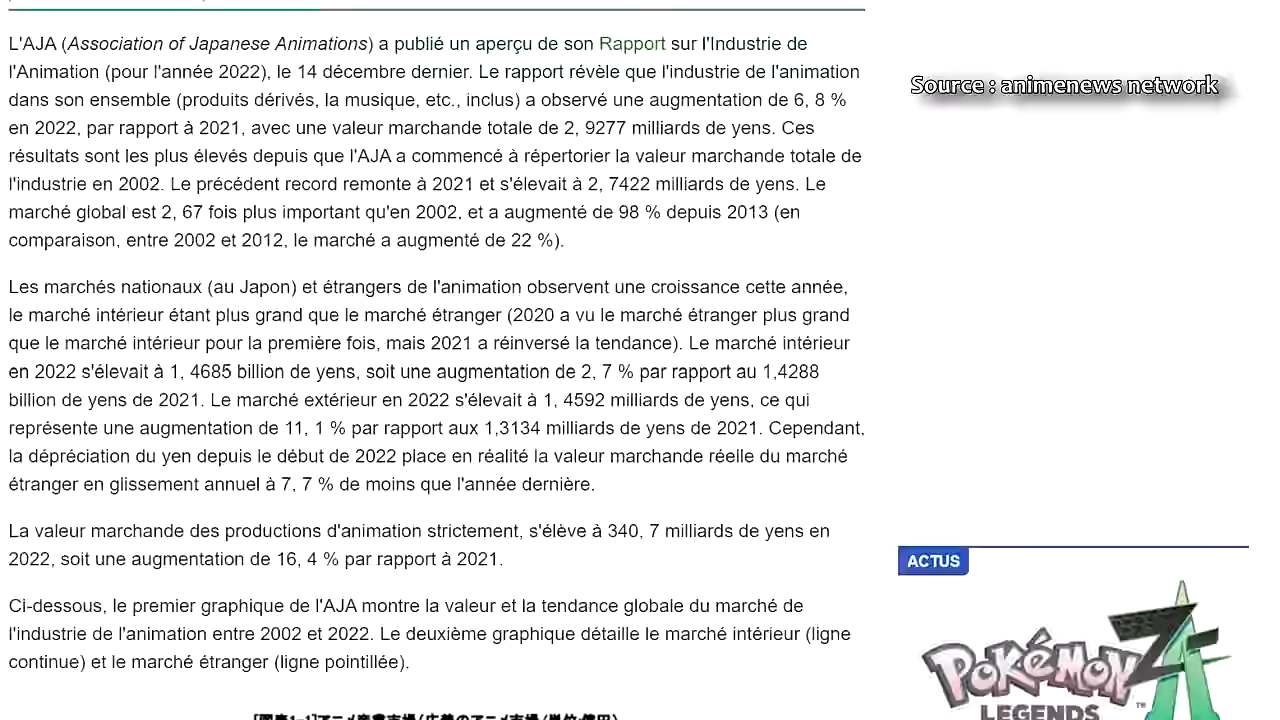 L'AJA (Association of Japanese Animations) a publié un aperçu de son Rapport sur l'Industrie de
l'Animation (pour l'année 2022), le 14 décembre dernier. Le rapport révèle que l'industrie de l'animation
dans son ensemble (produits dérivés, la musique, etc., inclus) a observé une augmentation de 6, 8 %
en 2022, par rapport à 2021, avec une valeur marchande totale de 2, 9277 milliards de yens. Ces
résultats sont les plus élevés depuis que l'AJA a commencé à répertorier la valeur marchande totale de
l'industrie en 2002. Le précédent record remonte à 2021 et s'élevait à 2, 7422 milliards de yens. Le
marché global est 2, 67 fois plus important qu'en 2002, et a augmenté de 98 % depuis 2013 (en
comparaison, entre 2002 et 2012, le marché a augmenté de 22 %).
Les marchés nationaux (au Japon) et étrangers de l'animation observent une croissance cette année,
le marché intérieur étant plus grand que le marché étranger (2020 a vu le marché étranger plus grand
que le marché intérieur pour la première fois, mais 2021 a réinversé la tendance). Le marché intérieur
en 2022 s'élevait à 1, 4685 billion de yens, soit une augmentation de 2, 7 % par rapport au 1,4288
billion de yens de 2021. Le marché extérieur en 2022 s'élevait à 1, 4592 milliards de yens, ce qui
représente une augmentation de 11, 1 % par rapport aux 1,3134 milliards de yens de 2021. Cependant,
la dépréciation du yen depuis le début de 2022 place en réalité la valeur marchande réelle du marché
étranger en glissement annuel à 7, 7 % de moins que l'année dernière.
La valeur marchande des productions d'animation strictement, s'élève à 340, 7 milliards de yens en
2022, soit une augmentation de 16, 4 % par rapport à 2021.
Ci-dessous, le premier graphique de l'AJA montre la valeur et la tendance globale du marché de
l'industrie de l'animation entre 2002 et 2022. Le deuxième graphique détaille le marché intérieur (ligne
continue) et le marché étranger (ligne pointillée).
Source : animenews network
ACTUS
POKéMON
LEGENDS
Z-A
TM